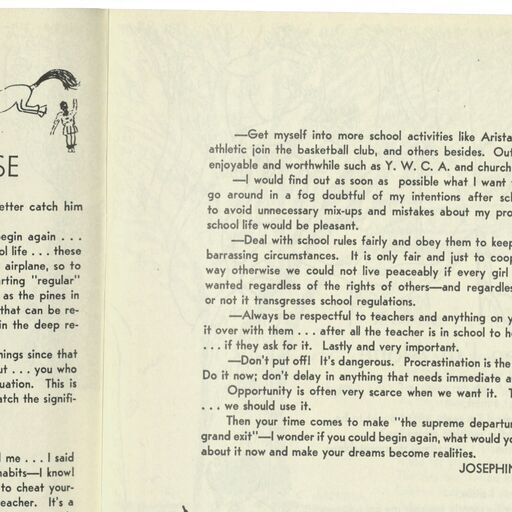 SE
etter catch him
egin again . . .
ol life . . . these
airplane, so to
rting "regular"
as the pines in
that can be re-
in the deep re-
nings since that
ut . . . you who
uation. This is
atch the signifi-
l me . . . I said
nabits—I know!
to cheat your-
eacher. It's a
—Get myself into more school activities like Arista
athletic join the basketball club, and others besides. Out
enjoyable and worthwhile such as Y. W. C. A. and church
—I would find out as soon as possible what I want
go around in a fog doubtful of my intentions after sch
to avoid unnecessary mix-ups and mistakes about my pro
school life would be pleasant.
—Deal with school rules fairly and obey them to keep
barrassing circumstances. It is only fair and just to coop
way otherwise we could not live peaceably if every girl
wanted regardless of the rights of others—and regardles
or not it transgresses school regulations.
—Always be respectful to teachers and anything on y
it over with them . . . after all the teacher is in school to he
. . . if they ask for it. Lastly and very important.
—Don't put off! It's dangerous. Procrastination is the
Do it now; don't delay in anything that needs immediate a
Opportunity is often very scarce when we want it. T
. . . we should use it.
Then your time comes to make "the supreme departur
grand exit"—I wonder if you could begin again, what would yo
about it now and make your dreams become realities.
JOSEPHIN